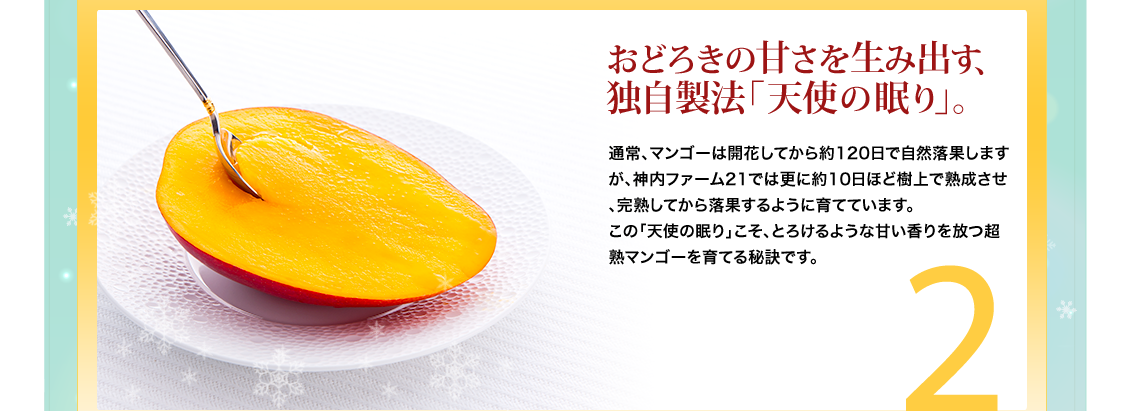 おどろきの甘さを生み出す、
独自製法「天使の眠り」。
通常、マンゴーは開花してから約120日で自然落果します
が、神内ファーム21では更に約10日ほど樹上で熟成させ
、完熟してから落果するように育てています。
この「天使の眠り」こそ、とろけるような甘い香りを放つ超
熟マンゴーを育てる秘訣です。
2